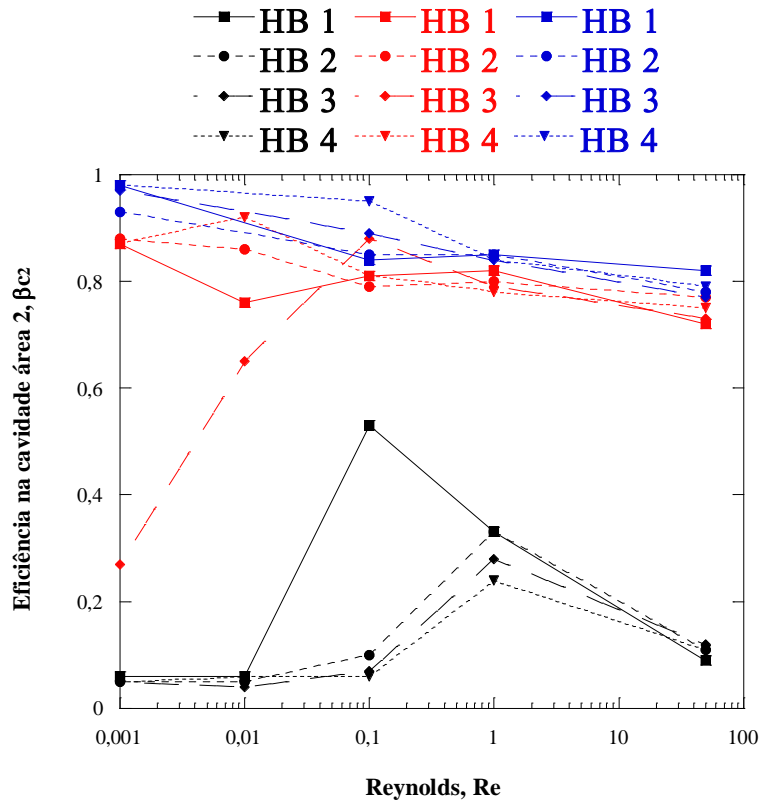 HB 1 HB 1 HB 1
HB 2 HB 2 HB 2
HB 3 HB 3 HB 3
HB 4 HB 4 HB 4
Eficiência na cavidade área 2, βc2
1
0,8
0,6
0,4
0,2
0
0,001 0,01 0,1 1 10 100
Reynolds, Re